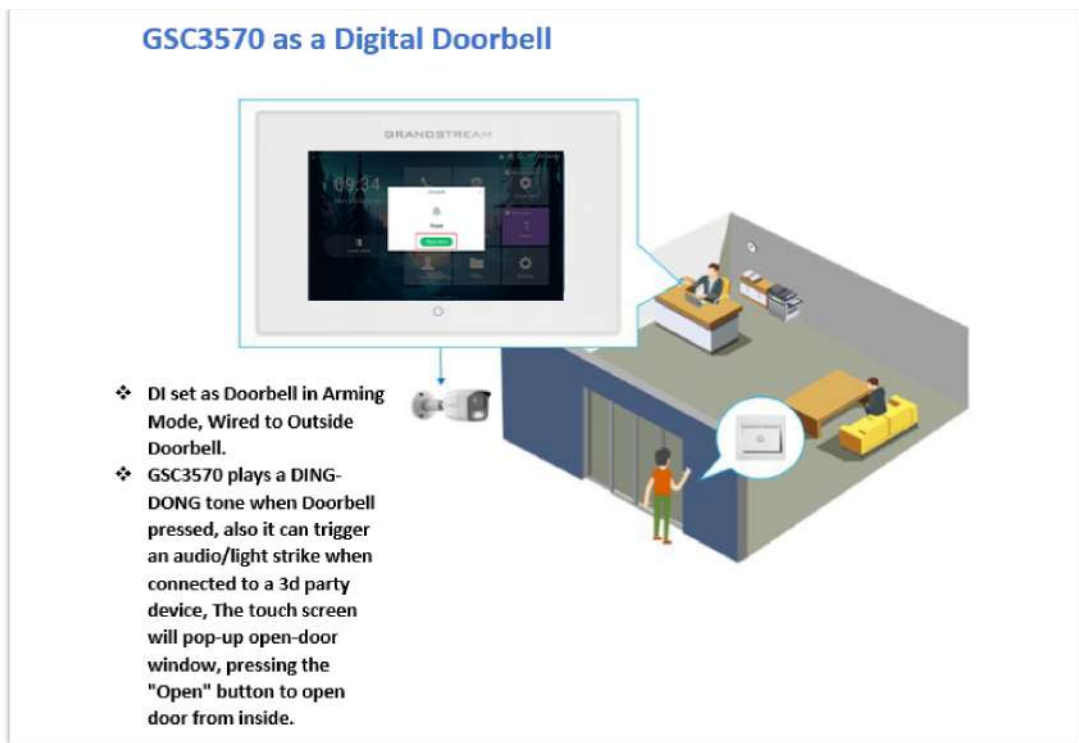 GSC3570 as a Digital Doorbell
GRANDSTREAM
09:34
❖ DI set as Doorbell in Arming
Mode, Wired to Outside
Doorbell.
❖ GSC3570 plays a DING-
DONG tone when Doorbell
pressed, also it can trigger
an audio/light strike when
connected to a 3d party
device, The touch screen
will pop-up open-door
window, pressing the
"Open" button to open
door from inside.